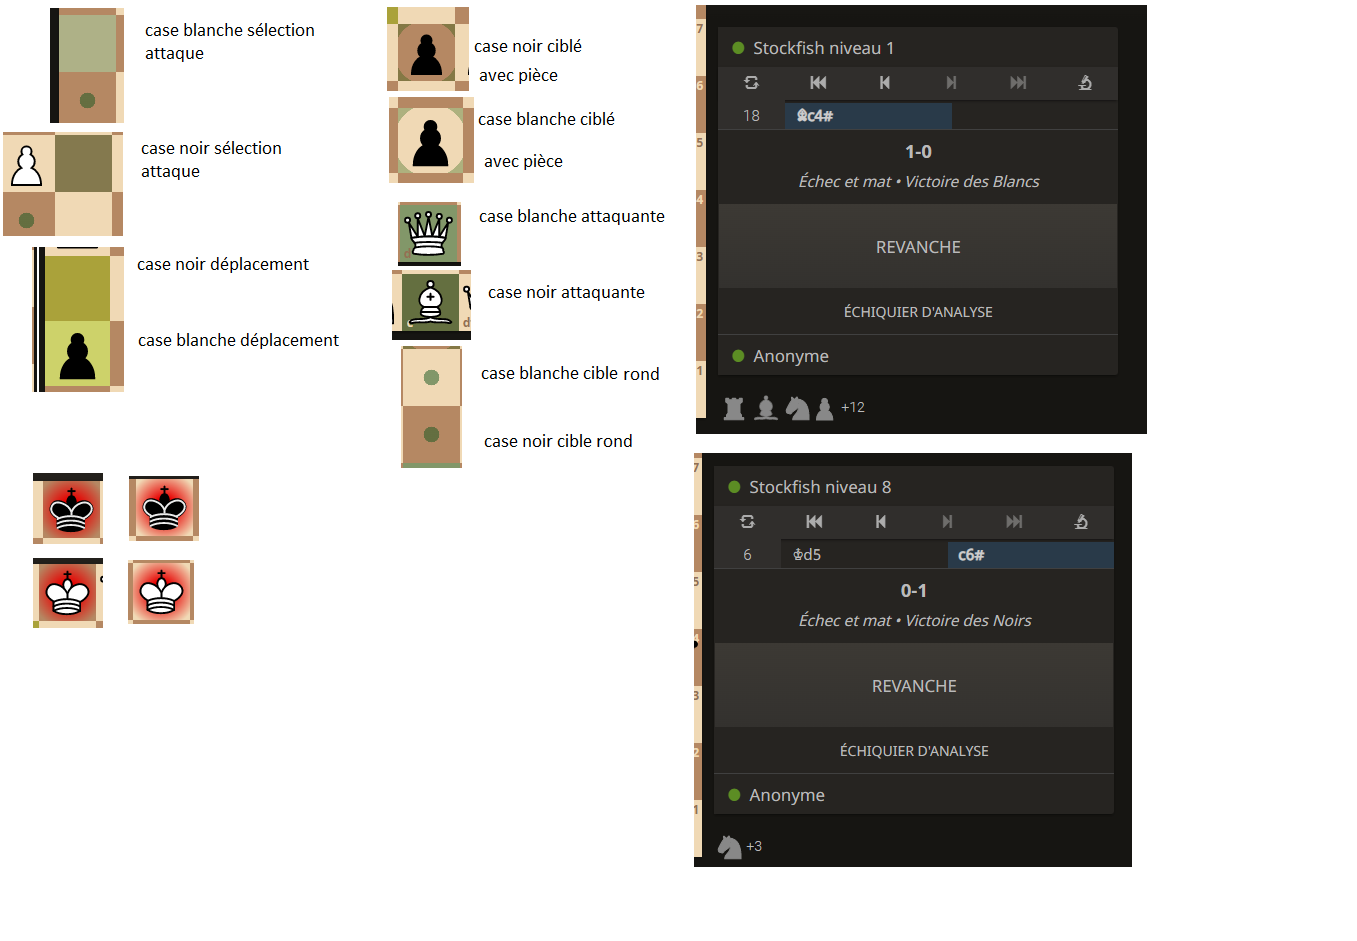 case blanche sélection
attaque
case noir sélection
attaque
case noir déplacement
case blanche déplacement
case noir ciblé
avec pièce
case blanche ciblé
avec pièce
case blanche attaquante
case noir attaquante
d
case blanche cible rond
case noir cible rond
7
6
5
4
3
2
1
Stockfish niveau 1
18 ♝c4#
1-0
Échec et mat • Victoire des Blancs
REVANCHE
ÉCHIQUIER D'ANALYSE
Anonyme
+12
7
6
5
4
3
2
1
Stockfish niveau 8
6 ♔d5 c6#
0-1
Échec et mat • Victoire des Noirs
REVANCHE
ÉCHIQUIER D'ANALYSE
Anonyme
+3